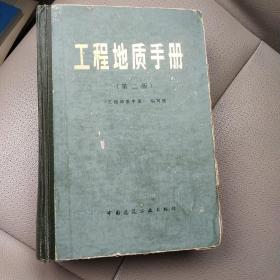 工程地质手册
(第二版)
《工程地质手册》编写组
中国建筑工业出版社